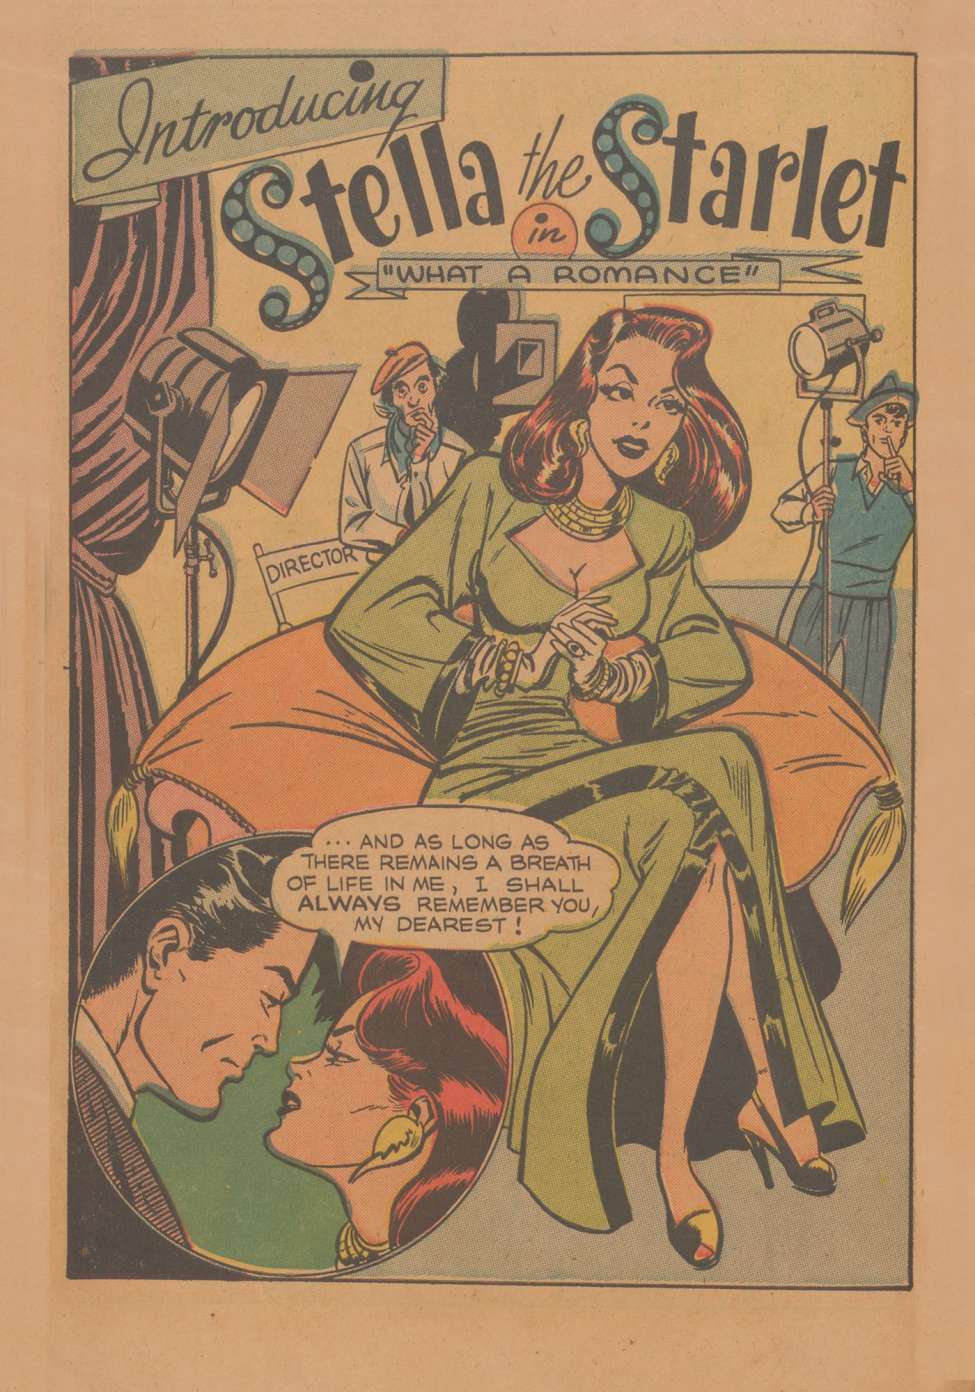 Introducing
Stella the Starlet
in
"WHAT A ROMANCE"
DIRECTOR
... AND AS LONG AS
THERE REMAINS A BREATH
OF LIFE IN ME, I SHALL
ALWAYS REMEMBER YOU,
MY DEAREST!